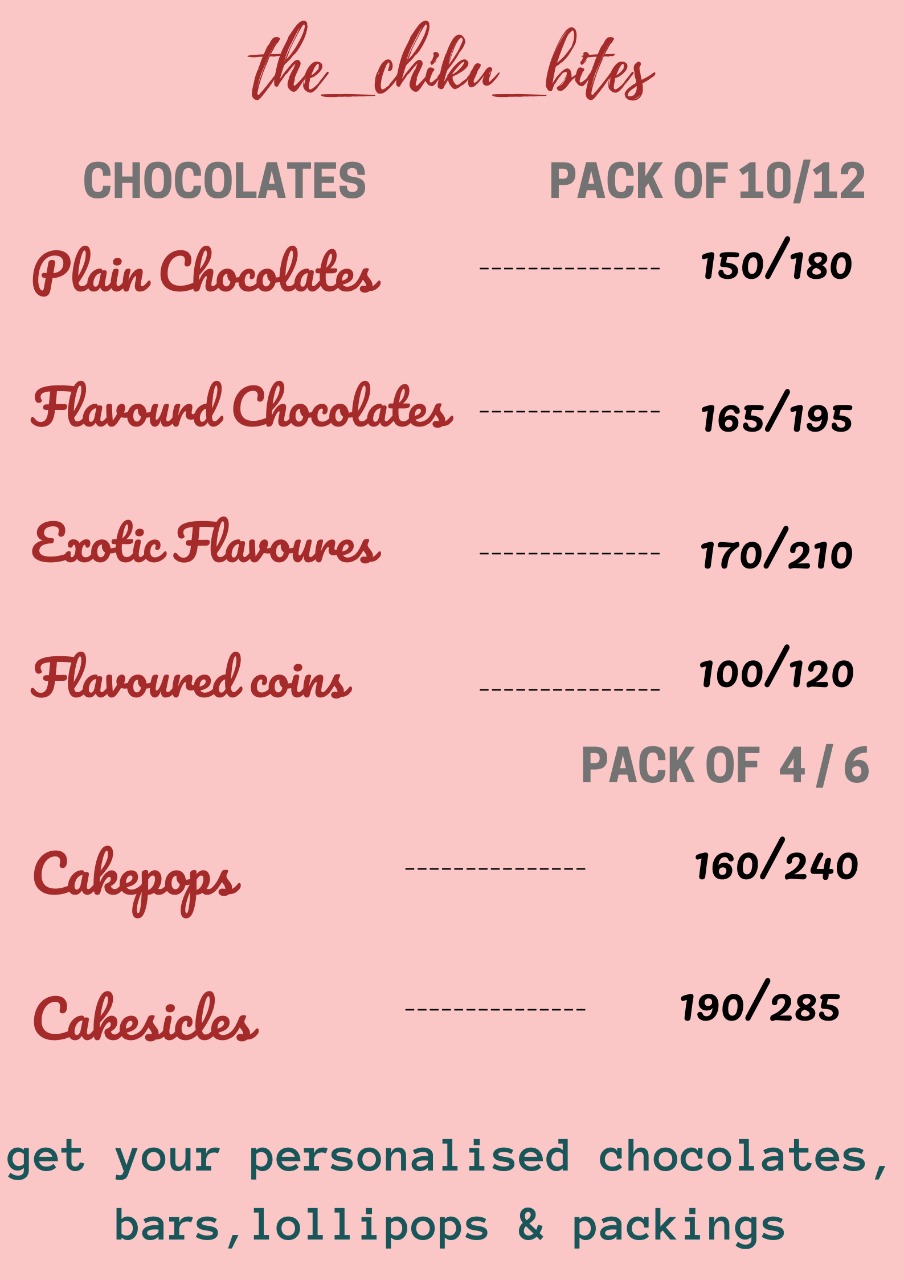 the__chiku__bites
CHOCOLATES PACK OF 10/12
Plain Chocolates --------------- 150/180
Flavourd Chocolates --------------- 165/195
Exotic Flavoures --------------- 170/210
Flavoured coins --------------- 100/120
PACK OF 4 / 6
Cakepops --------------- 160/240
Cakesicles --------------- 190/285
get your personalised chocolates,
bars,lollipops & packings